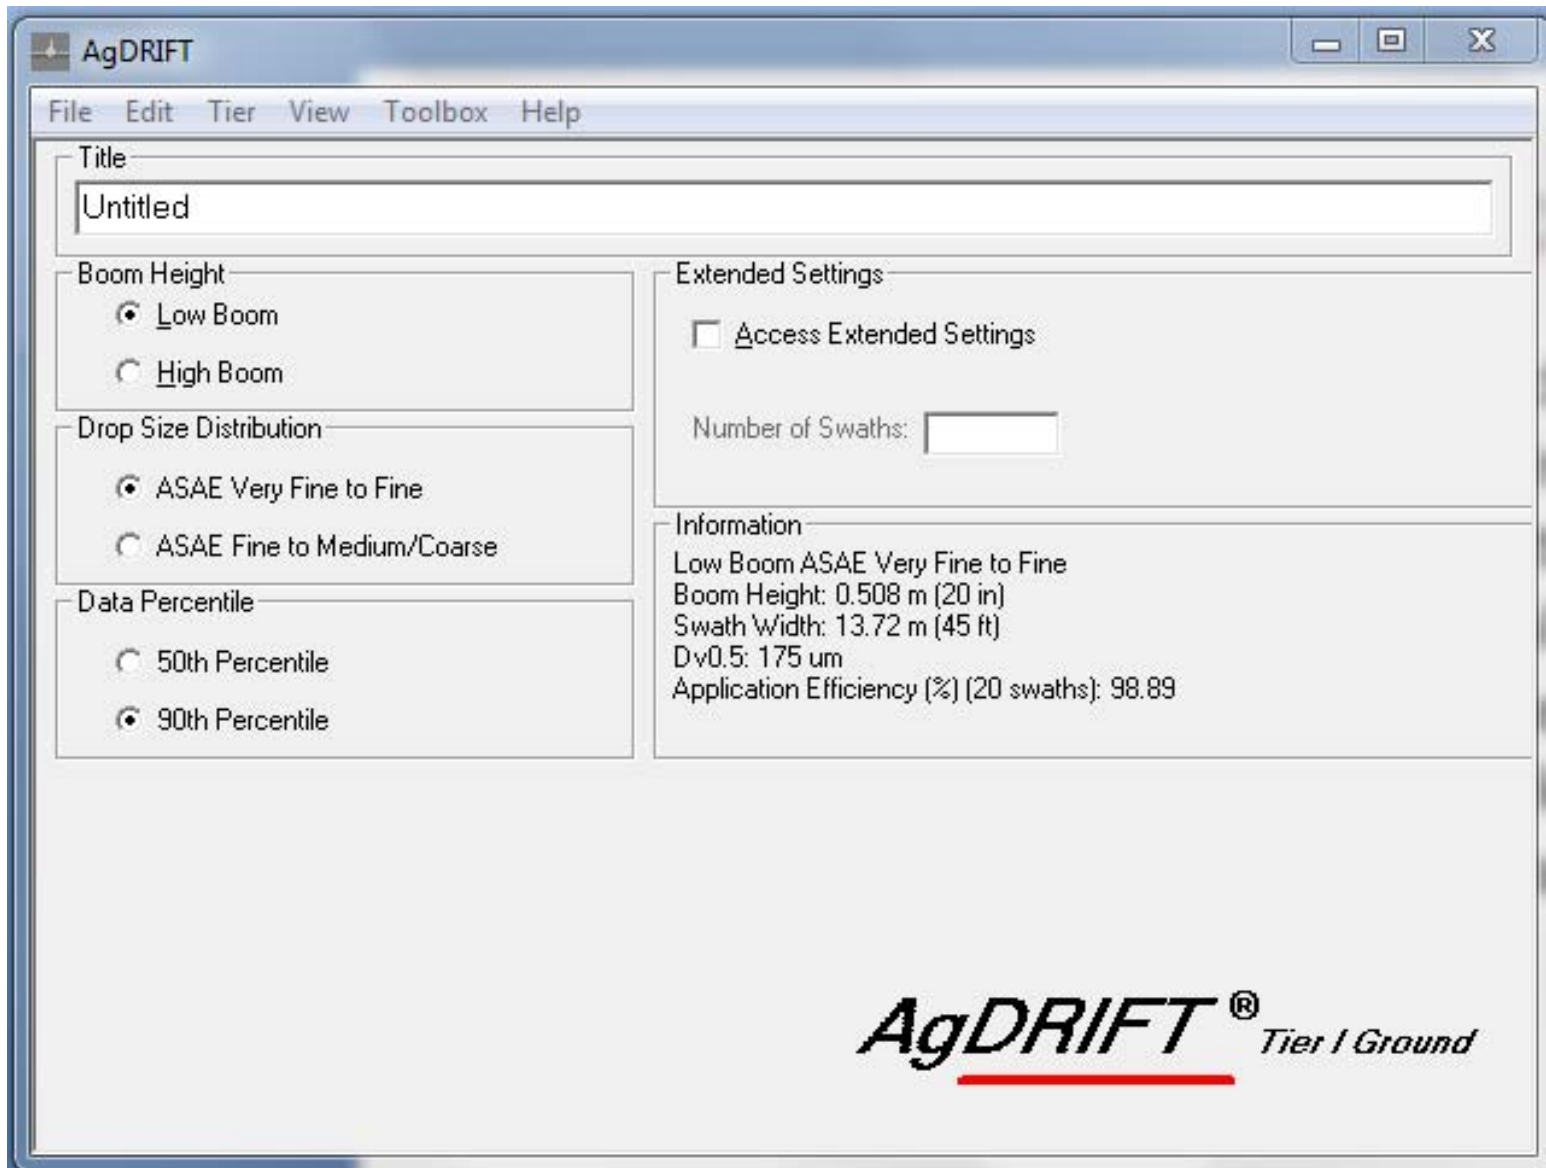 AgDRIFT
File Edit Tier View Toolbox Help
Title
Untitled
Boom Height
Low Boom
High Boom
Drop Size Distribution
ASAE Very Fine to Fine
ASAE Fine to Medium/Coarse
Data Percentile
50th Percentile
90th Percentile
Extended Settings
Access Extended Settings
Number of Swaths:
Information
Low Boom ASAE Very Fine to Fine
Boom Height: 0.508 m (20 in)
Swath Width: 13.72 m (45 ft)
Dv0.5: 175 um
Application Efficiency (%) (20 swaths): 98.89
AgDRIFT® Tier I Ground